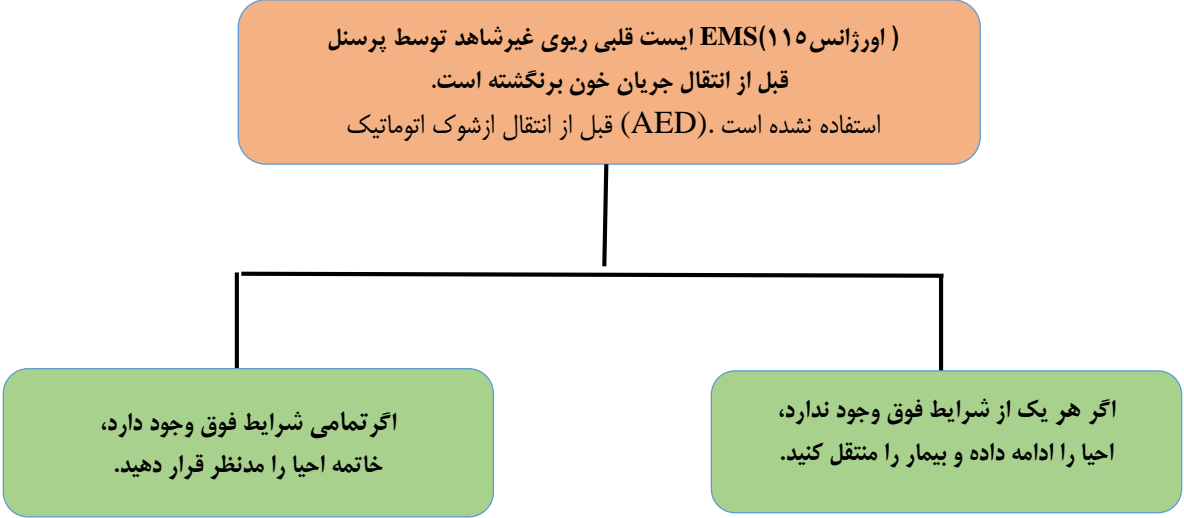 ( اورژانس۱۱٥)EMS ایست قلبی ریوی غیرشاهد توسط پرسنل
قبل از انتقال جریان خون برنگشته است.
استفاده نشده است .(AED) قبل از انتقال ازشوک اتوماتیک
اگر هر یک از شرایط فوق وجود ندارد،
احیا را ادامه داده و بیمار را منتقل کنید.
اگرتمامی شرایط فوق وجود دارد،
خاتمه احیا را مدنظر قرار دهید.